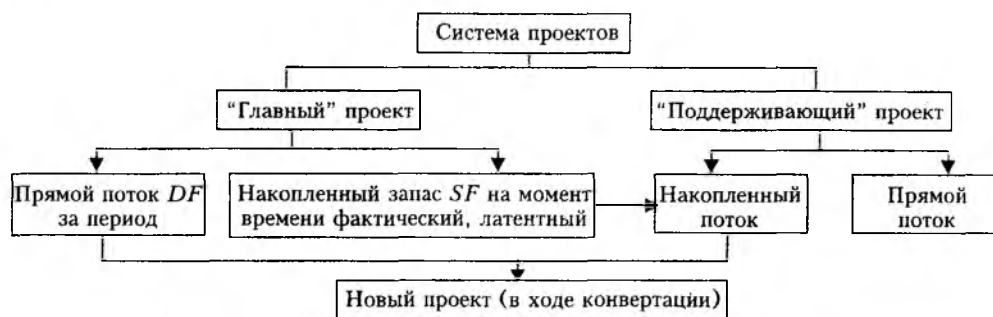 Система проектов
"Главный" проект
"Поддерживающий" проект
Прямой поток DF
за период
Накопленный запас SF на момент
времени фактический, латентный
Накопленный
поток
Прямой
поток
Новый проект (в ходе конвертации)